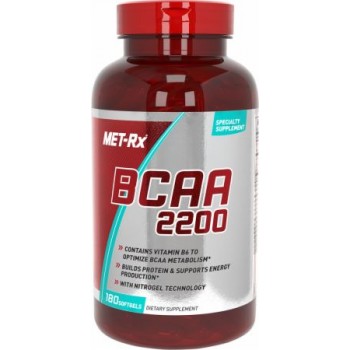 SPECIALTY
SUPPLEMENT
MET-Rx
BCAA
2200
» CONTAINS VITAMIN B6 TO
OPTIMIZE BCAA METABOLISM*
» BUILDS PROTEIN & SUPPORTS ENERGY
PRODUCTION*
» WITH NITROGEL TECHNOLOGY
180 SOFTGELS
DIETARY SUPPLEMENT